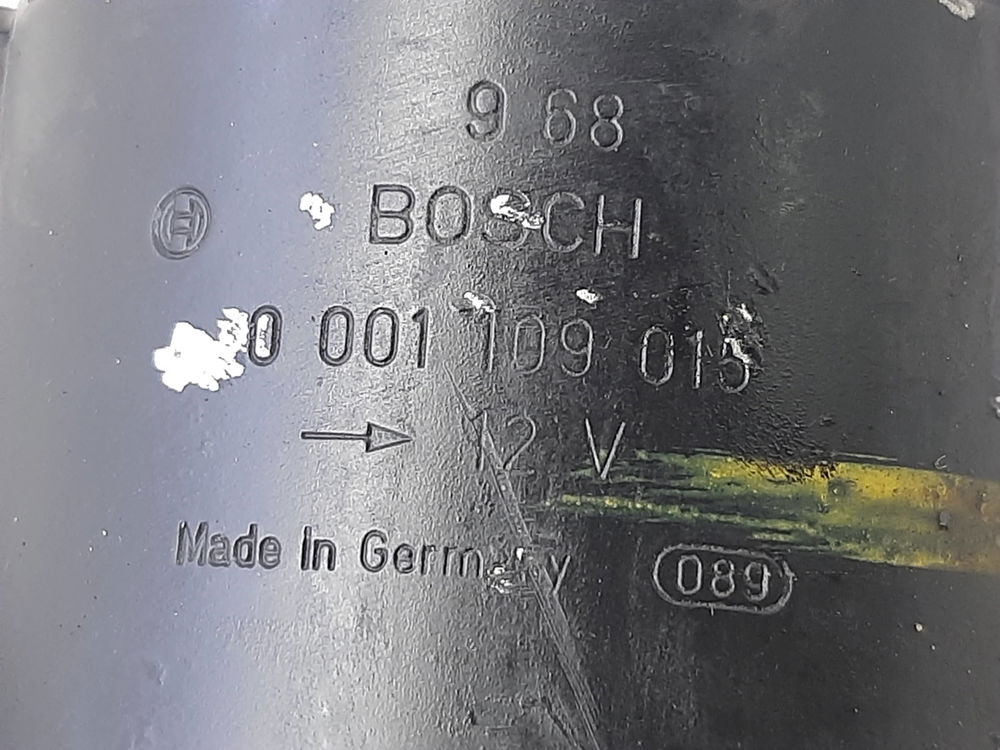 9 68
BOSCH
0 001 109 015
→ 12 V
Made in Germany
089